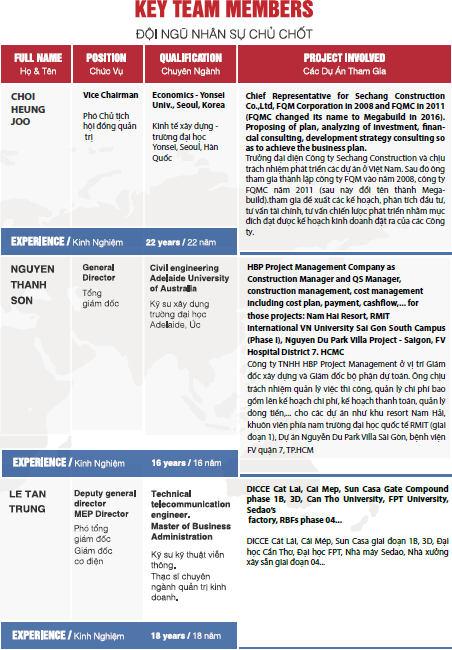 KEY TEAM MEMBERS
ĐỘI NGŨ NHÂN SỰ CHỦ CHỐT
FULL NAME
Họ & Tên
POSITION
Chức Vụ
QUALIFICATION
Chuyên Ngành
PROJECT INVOLVED
Các Dự Án Tham Gia
CHOI
HEUNG
JOO
Vice Chairman
Phó Chủ tịch
hội đồng quản
trị
Economics - Yonsei
Univ., Seoul, Korea
Kinh tế xây dựng -
trường đại học
Yonsei, Seoul, Hàn
Quốc
Chief Representative for Sechang Construction
Co.,Ltd, FQM Corporation in 2008 and FQMC in 2011
(FQMC changed its name to Megabuild in 2016).
Proposing of plan, analyzing of investment, finan-
cial consulting, development strategy consulting so
as to achieve the business plan.
Trưởng đại diện Công ty Sechang Construction và chịu
trách nhiệm phát triển các dự án ở Việt Nam. Sau đó ông
tham gia thành lập công ty FQM vào năm 2008, công ty
FQMC năm 2011 (sau này đổi tên thành Mega-
build).tham gia đề xuất các kế hoạch, phân tích đầu tư,
tư vấn tài chính, tư vấn chiến lược phát triển nhằm mục
đích đạt được kế hoạch kinh doanh đặt ra của các Công
ty.
EXPERIENCE / Kinh Nghiệm
22 years / 22 năm
NGUYEN
THANH
SON
General
Director
Tổng
giám đốc
Civil engineering
Adelaide University
of Australia
Kỹ sư xây dựng
trường đại học
Adelaide, Úc
HBP Project Management Company as
Construction Manager and QS Manager,
construction management, cost management
including cost plan, payment, cashflow,... for
those projects: Nam Hai Resort, RMIT
International VN University Sai Gon South Campus
(Phase I), Nguyen Du Park Villa Project - Saigon, FV
Hospital District 7. HCMC
Công ty TNHH HBP Project Management ở vị trí Giám
đốc xây dựng và Giám đốc bộ phận dự toán. Ông chịu
trách nhiệm quản lý việc thi công, quản lý chi phí bao
gồm lên kế hoạch chi phí, kế hoạch thanh toán, quản lý
dòng tiền,... cho các dự án như khu resort Nam Hải,
khuôn viên phía nam trường đại học quốc tế RMIT (giai
đoạn 1), Dự án Nguyễn Du Park Villa Sài Gòn, bệnh viện
FV quận 7, TP.HCM
EXPERIENCE / Kinh Nghiệm
16 years / 16 năm
LE TAN
TRUNG
Deputy general
director
MEP Director
Phó tổng
giám đốc
Giám đốc
cơ điện
Technical
telecommunication
engineer.
Master of Business
Administration
Kỹ sư kỹ thuật viễn
thông.
Thạc sĩ chuyên
ngành quản trị kinh
doanh.
DICCE Cat Lai, Cai Mep, Sun Casa Gate Compound
phase 1B, 3D, Can Tho University, FPT University,
Sedao's
factory, RBFs phase 04...
DICCE Cát Lái, Cái Mép, Sun Casa giai đoạn 1B, 3D, Đại
học Cần Thơ, Đại học FPT, Nhà máy Sedao, Nhà xưởng
xây sẵn giai đoạn 04...
EXPERIENCE / Kinh Nghiệm
18 years / 18 năm